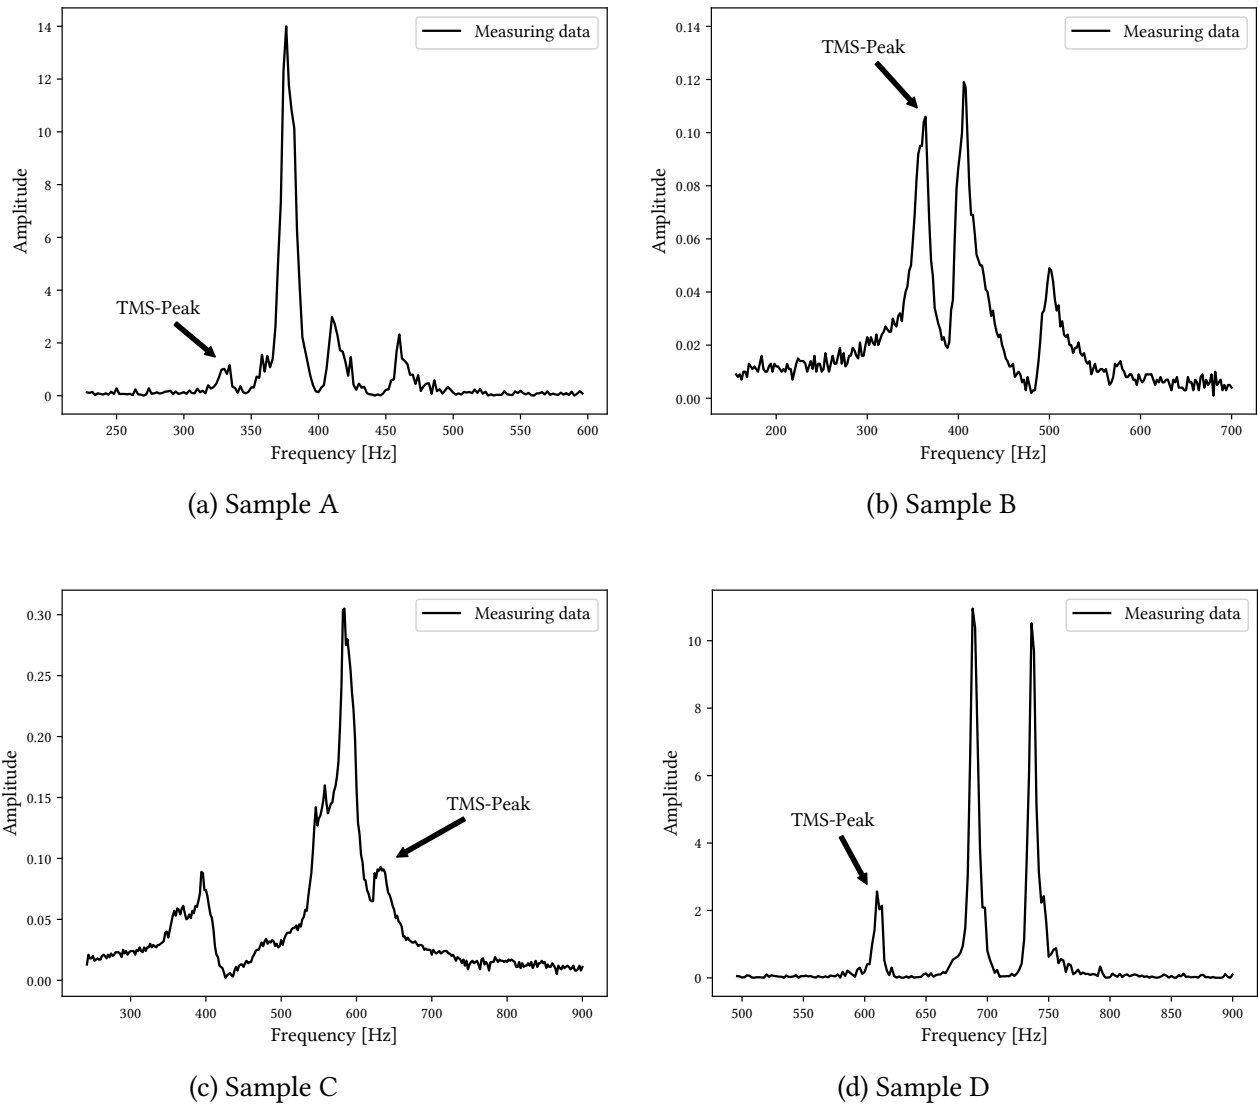 Measuring data
TMS-Peak
Amplitude
14
12
10
8
6
4
2
0
250 300 350 400 450 500 550 600
Frequency [Hz]
(a) Sample A
Measuring data
TMS-Peak
Amplitude
0.14
0.12
0.10
0.08
0.06
0.04
0.02
0.00
200 300 400 500 600 700
Frequency [Hz]
(b) Sample B
Measuring data
TMS-Peak
Amplitude
0.30
0.25
0.20
0.15
0.10
0.05
0.00
300 400 500 600 700 800 900
Frequency [Hz]
(c) Sample C
Measuring data
TMS-Peak
Amplitude
10
8
6
4
2
0
500 550 600 650 700 750 800 850 900
Frequency [Hz]
(d) Sample D